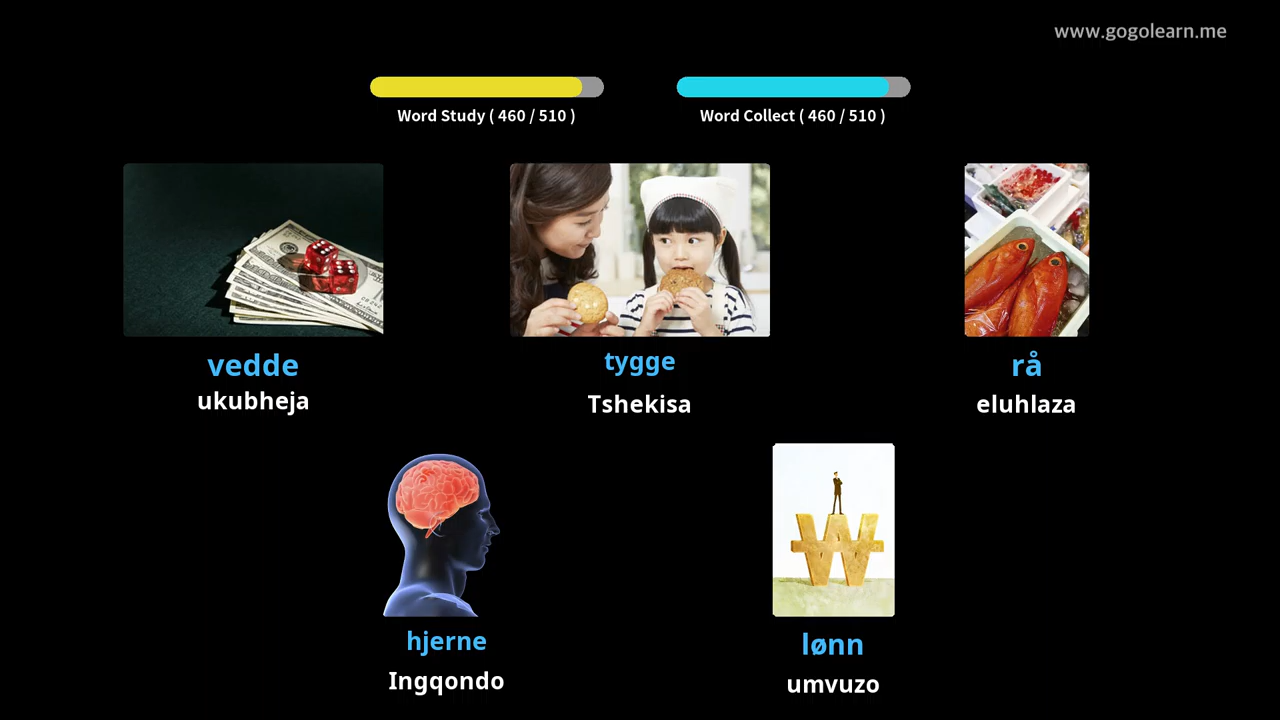 www.gogolearn.me
Word Study ( 460 / 510 )
Word Collect ( 460 / 510 )
vedde
ukubheja
tygge
Tshekisa
rå
eluhlaza
hjerne
Ingqondo
lønn
umvuzo